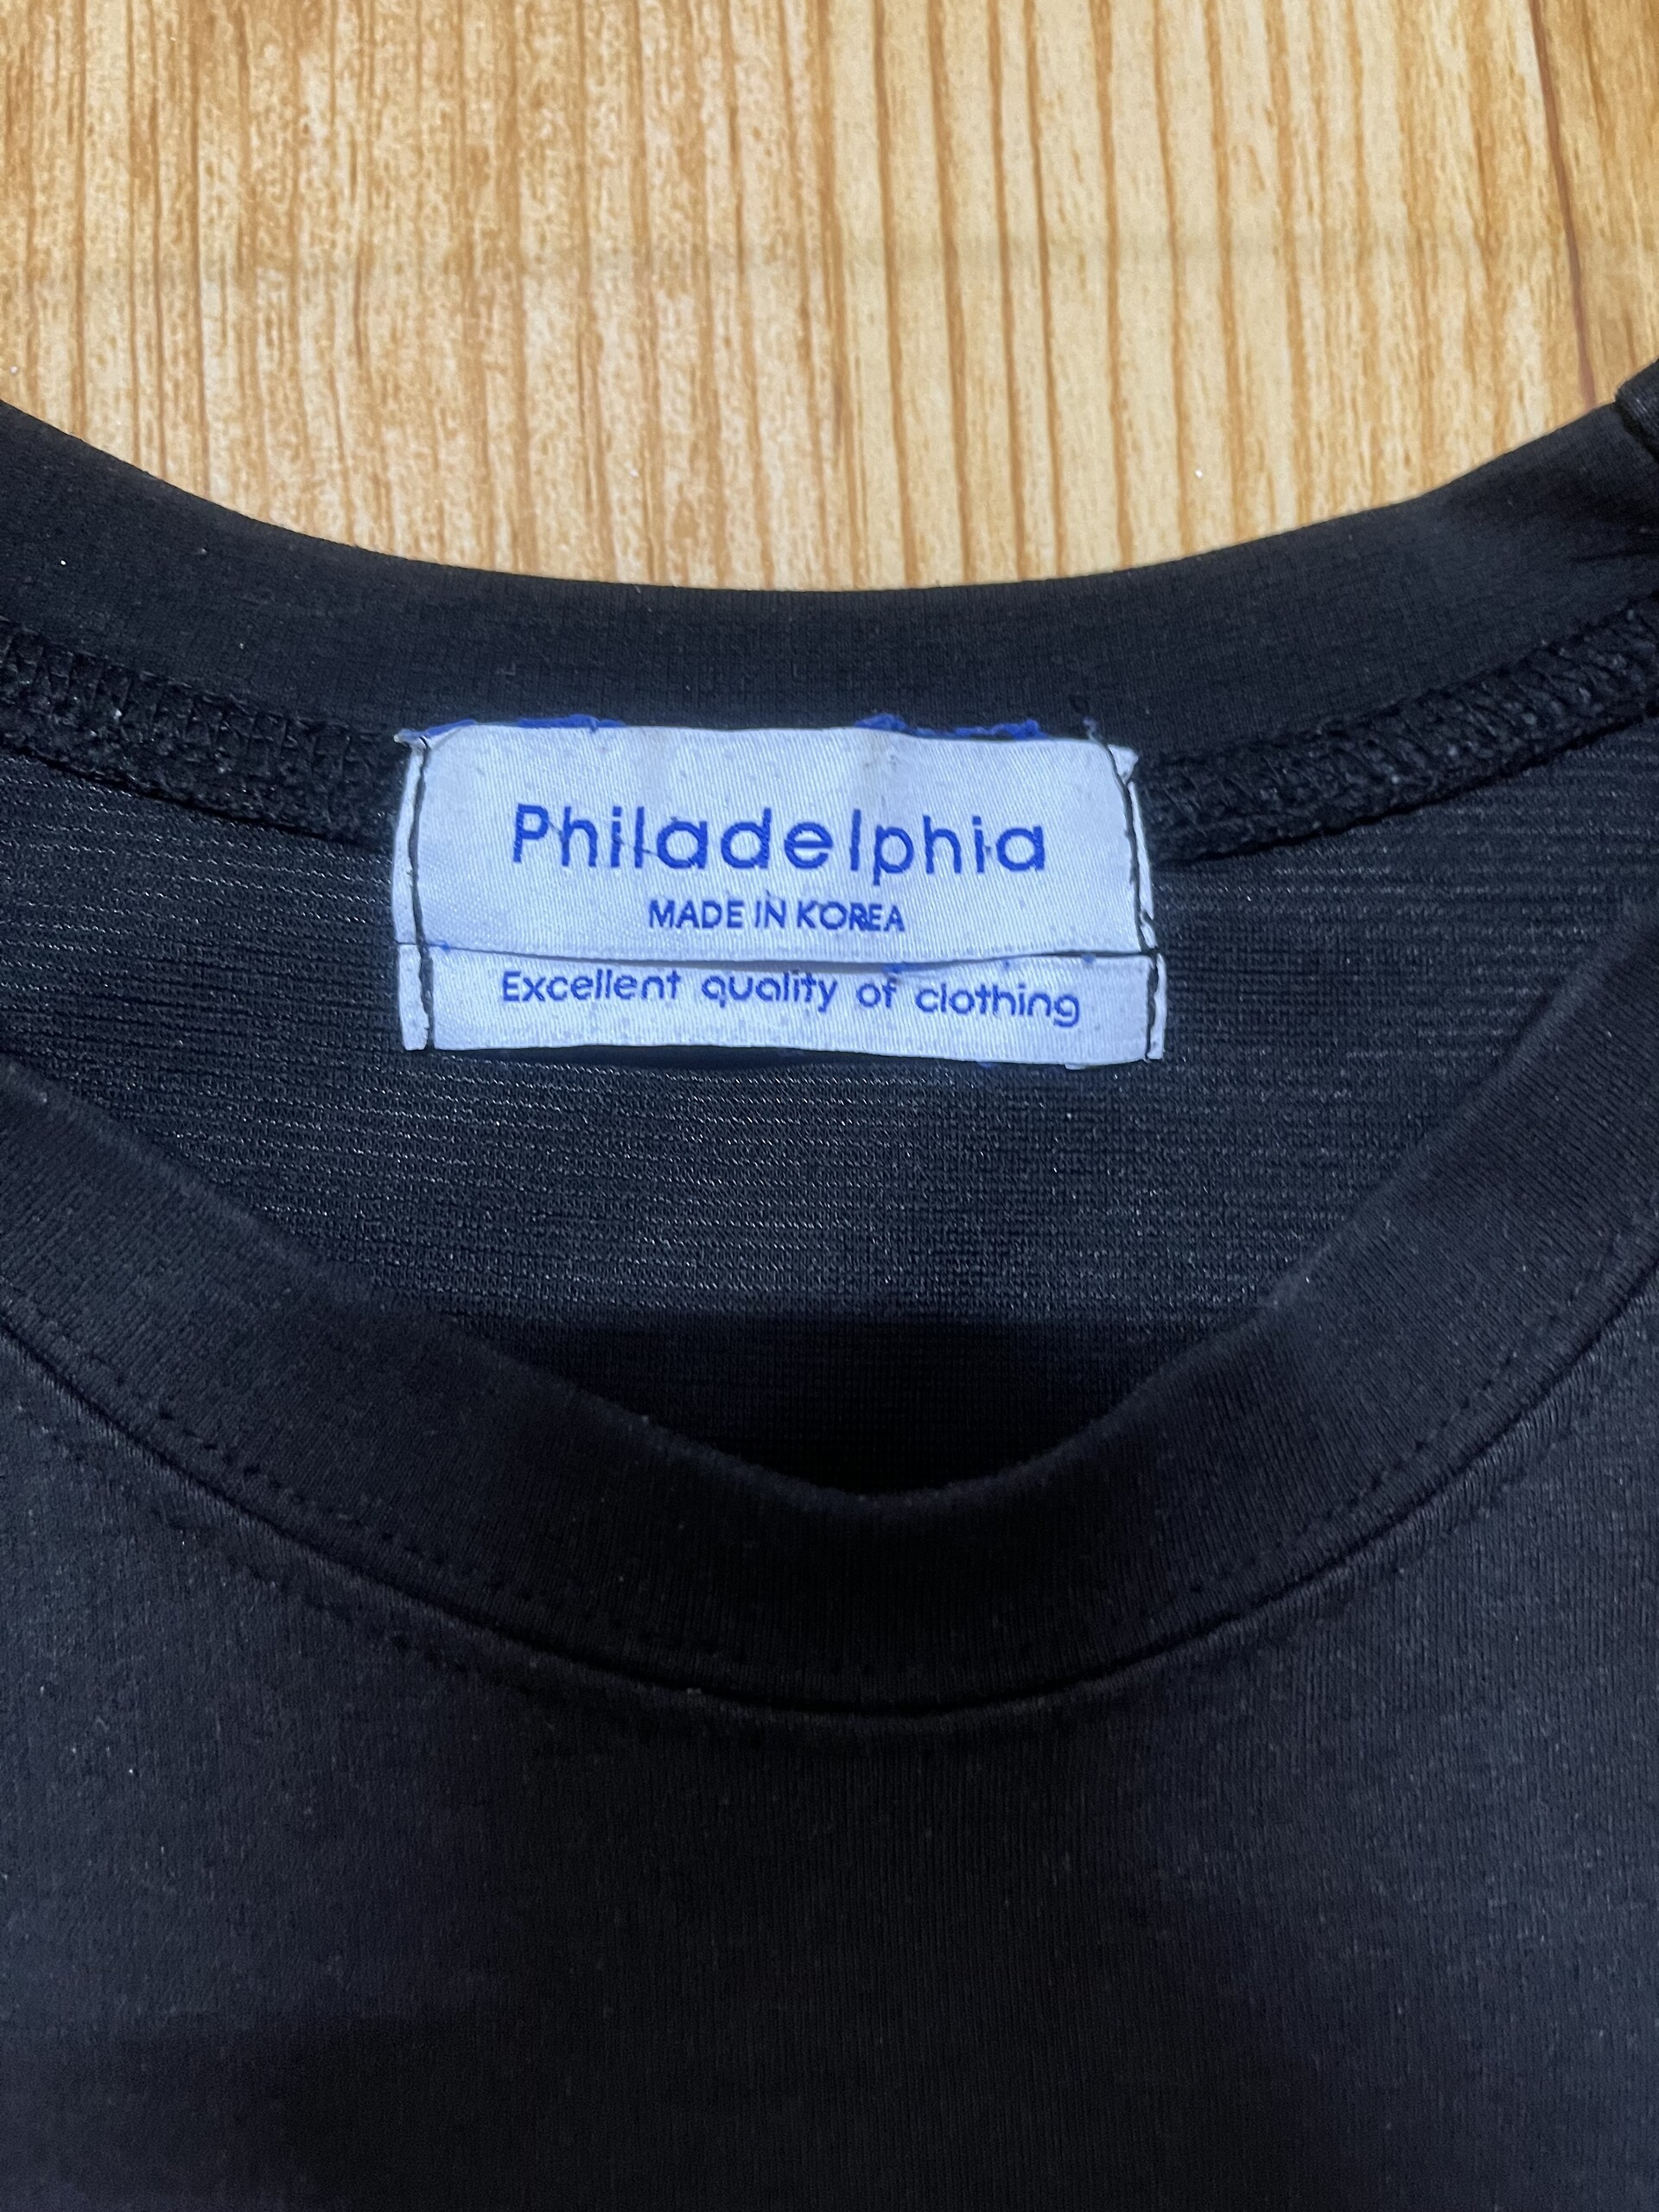 Philadelphia
MADE IN KOREA
Excellent quality of clothing